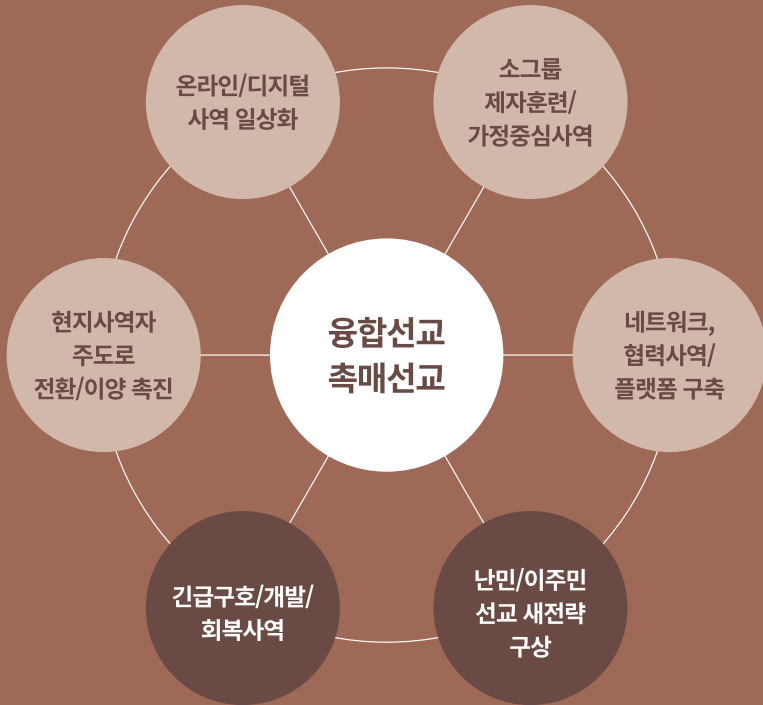 온라인/디지털
사역 일상화
소그룹
제자훈련/
가정중심사역
현지사역자
주도로
전환/이양 촉진
융합선교
촉매선교
네트워크,
협력사역/
플랫폼 구축
긴급구호/개발/
회복사역
난민/이주민
선교 새전략
구상